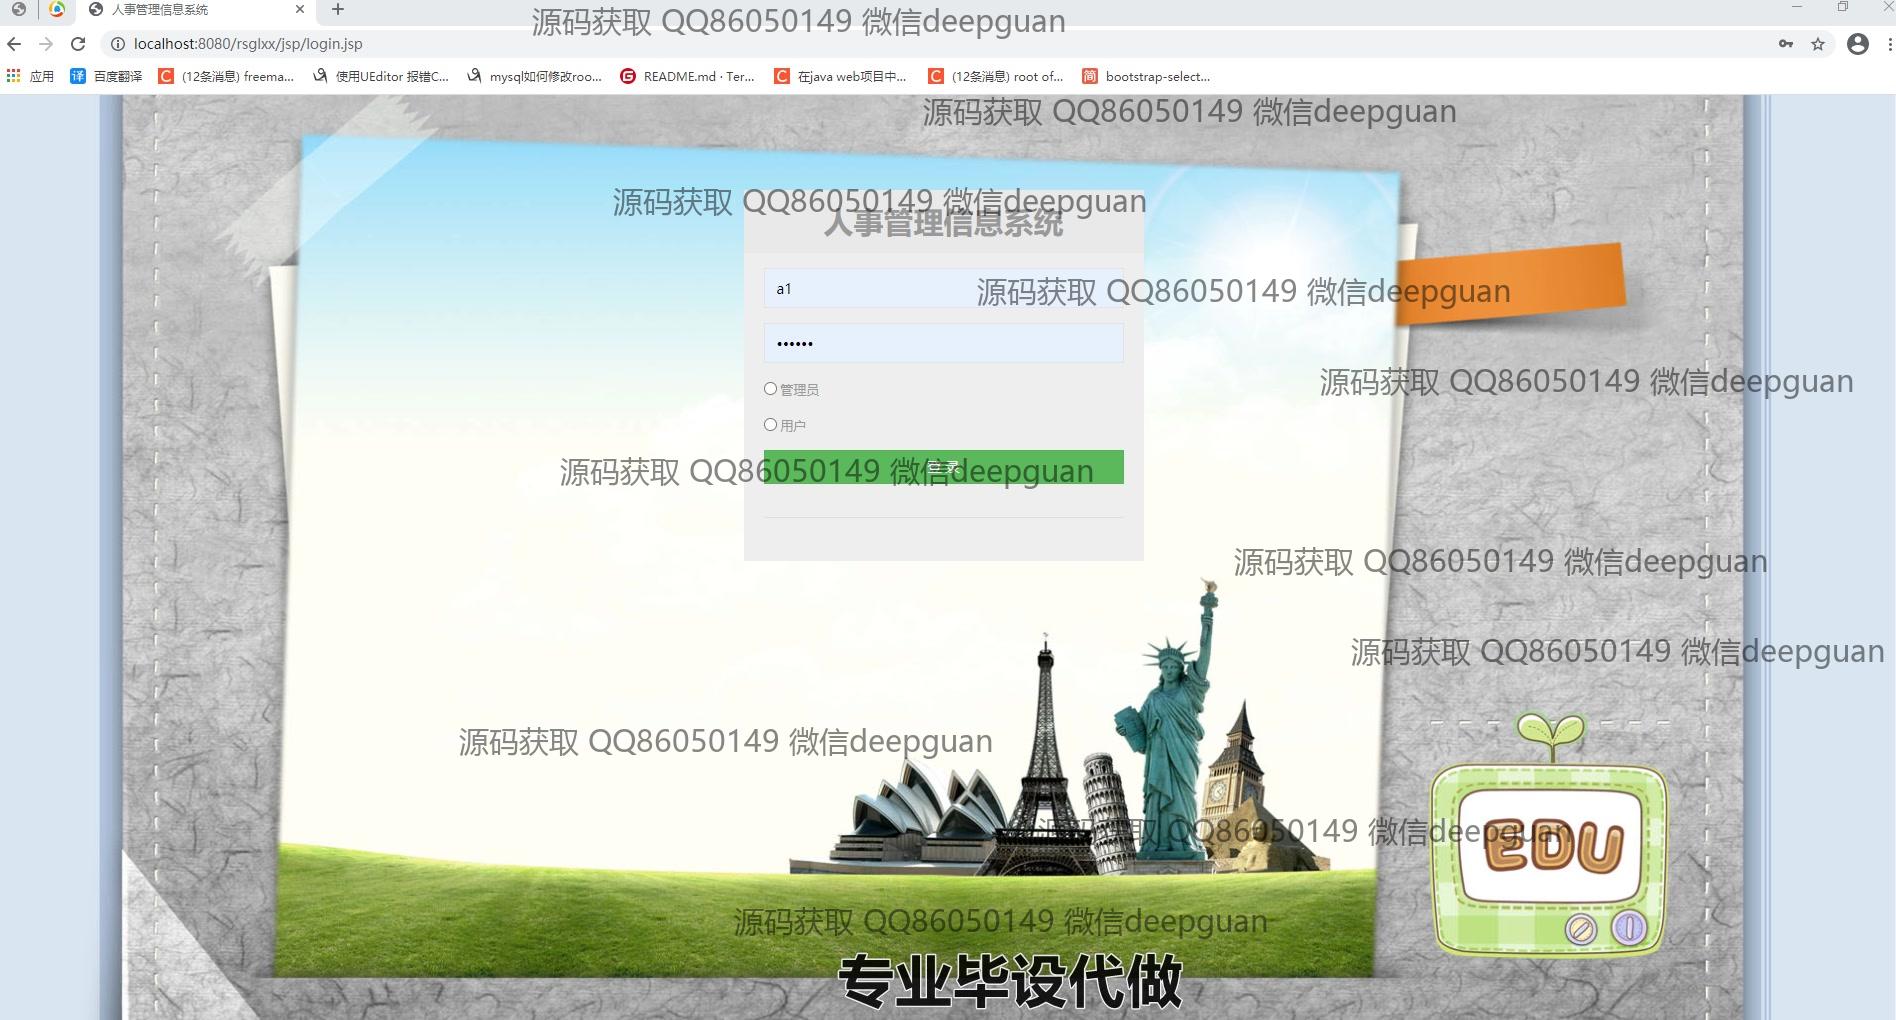 人事管理信息系统
源码获取 QQ86050149 微信deepguan
localhost:8080/rsglxx/jsp/login.jsp
应用 百度翻译 (12条消息) freema... 使用UEditor 报错C... mysql如何修改roo... README.md · Ter... 在java web项目中... (12条消息) root of... bootstrap-select...
源码获取 QQ86050149 微信deepguan
源码获取 QQ86050149 微信deepguan
人事管理信息系统
a1
源码获取 QQ86050149 微信deepguan
••••••
源码获取 QQ86050149 微信deepguan
管理员
用户
登录
源码获取 QQ86050149 微信deepguan
源码获取 QQ86050149 微信deepguan
源码获取 QQ86050149 微信deepguan
源码获取 QQ86050149 微信deepguan
源码获取 QQ86050149 微信deepguan
EDU
源码获取 QQ86050149 微信deepguan
专业毕设代做